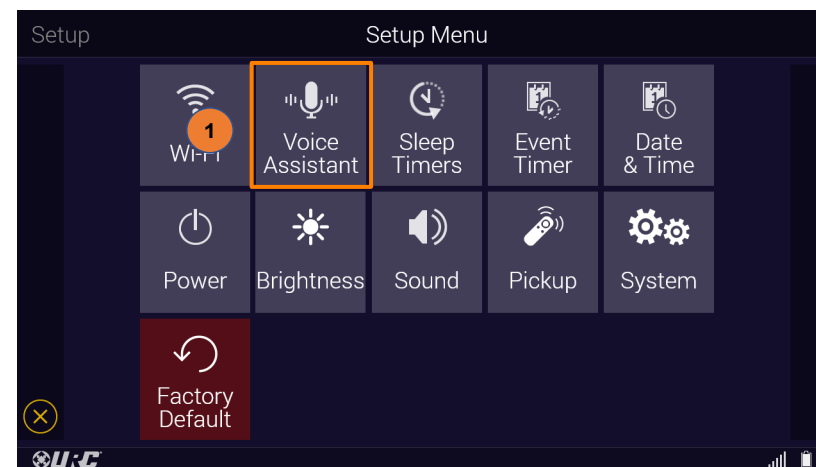 Setup
Setup Menu
1
Wi-Fi
Voice
Assistant
Sleep
Timers
Event
Timer
Date
& Time
Power
Brightness
Sound
Pickup
System
Factory
Default
URC